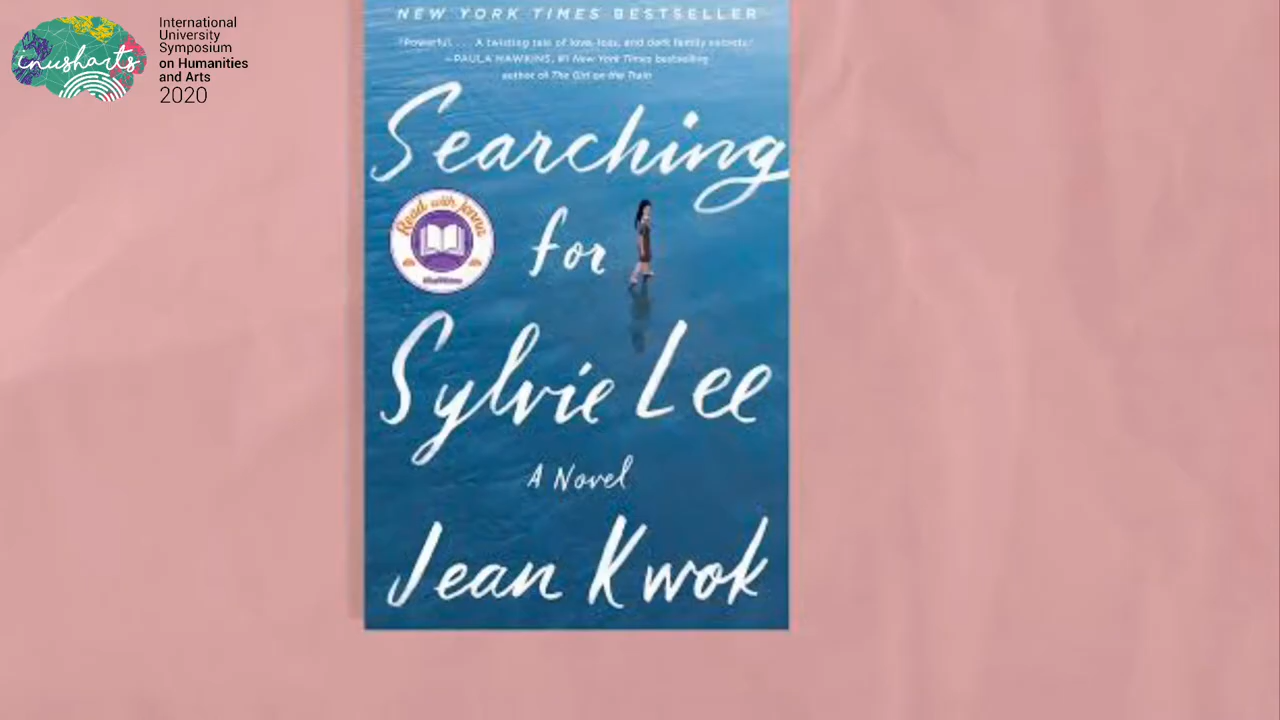 inusharts
International
University
Symposium
on Humanities
and Arts
2020
NEW YORK TIMES BESTSELLER
"Powerful. . . . A twisting tale of love, loss, and dark family secrets."
—PAULA HAWKINS, #1 New York Times bestselling
author of The Girl on the Train
Searching
Read with Jenna
for
Sylvie Lee
A Novel
Jean Kwok